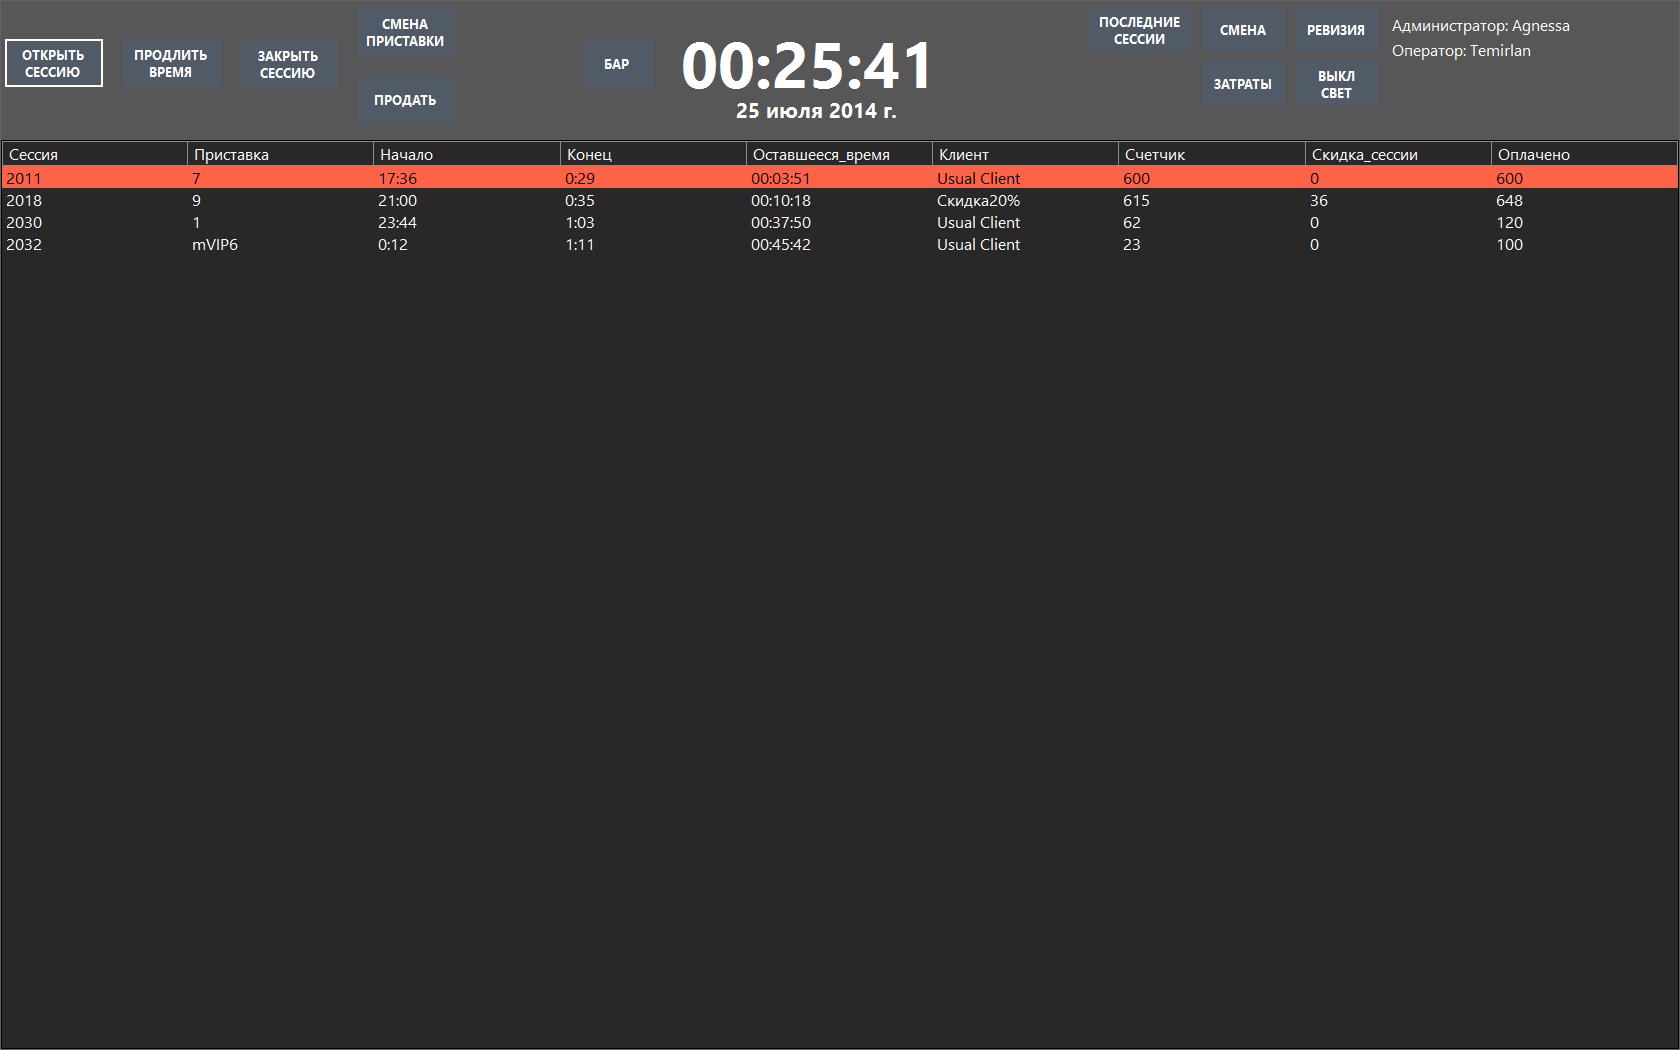 ОТКРЫТЬ
СЕССИЮ
ПРОДЛИТЬ
ВРЕМЯ
ЗАКРЫТЬ
СЕССИЮ
СМЕНА
ПРИСТАВКИ
ПРОДАТЬ
БАР
00:25:41
25 июля 2014 г.
ПОСЛЕДНИЕ
СЕССИИ
СМЕНА
РЕВИЗИЯ
ЗАТРАТЫ
ВЫКЛ
СВЕТ
Администратор: Agnessa
Оператор: Temirlan
Сессия Приставка Начало Конец Оставшееся_время Клиент Счетчик Скидка_сессии Оплачено
2011 7 17:36 0:29 00:03:51 Usual Client 600 0 600
2018 9 21:00 0:35 00:10:18 Скидка20% 615 36 648
2030 1 23:44 1:03 00:37:50 Usual Client 62 0 120
2032 mVIP6 0:12 1:11 00:45:42 Usual Client 23 0 100